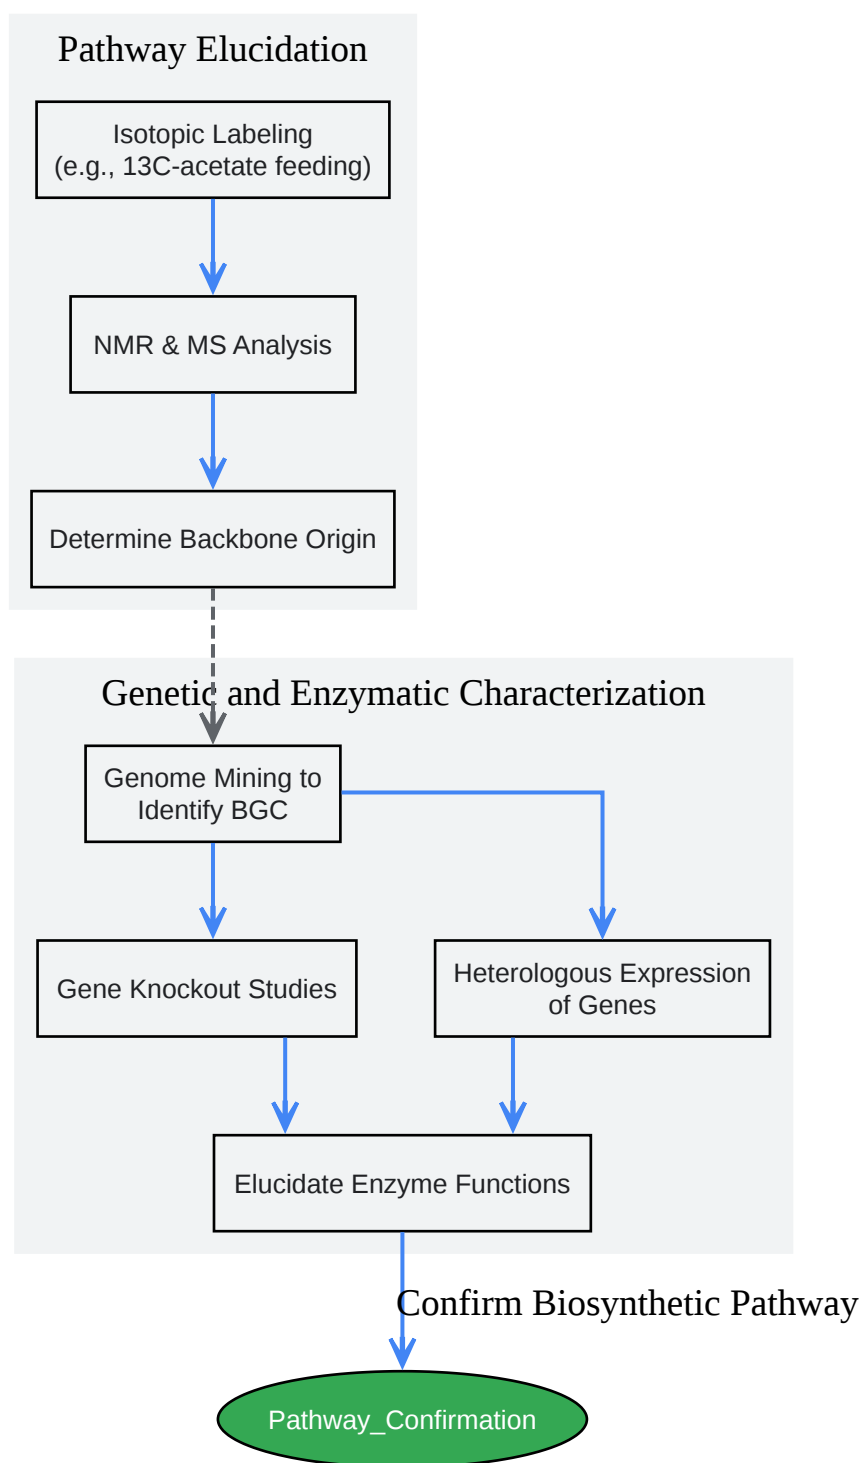 Pathway Elucidation
Isotopic Labeling
(e.g., 13C-acetate feeding)
NMR & MS Analysis
Determine Backbone Origin
Genetic and Enzymatic Characterization
Genome Mining to
Identify BGC
Gene Knockout Studies
Heterologous Expression
of Genes
Elucidate Enzyme Functions
Confirm Biosynthetic Pathway
Pathway_Confirmation